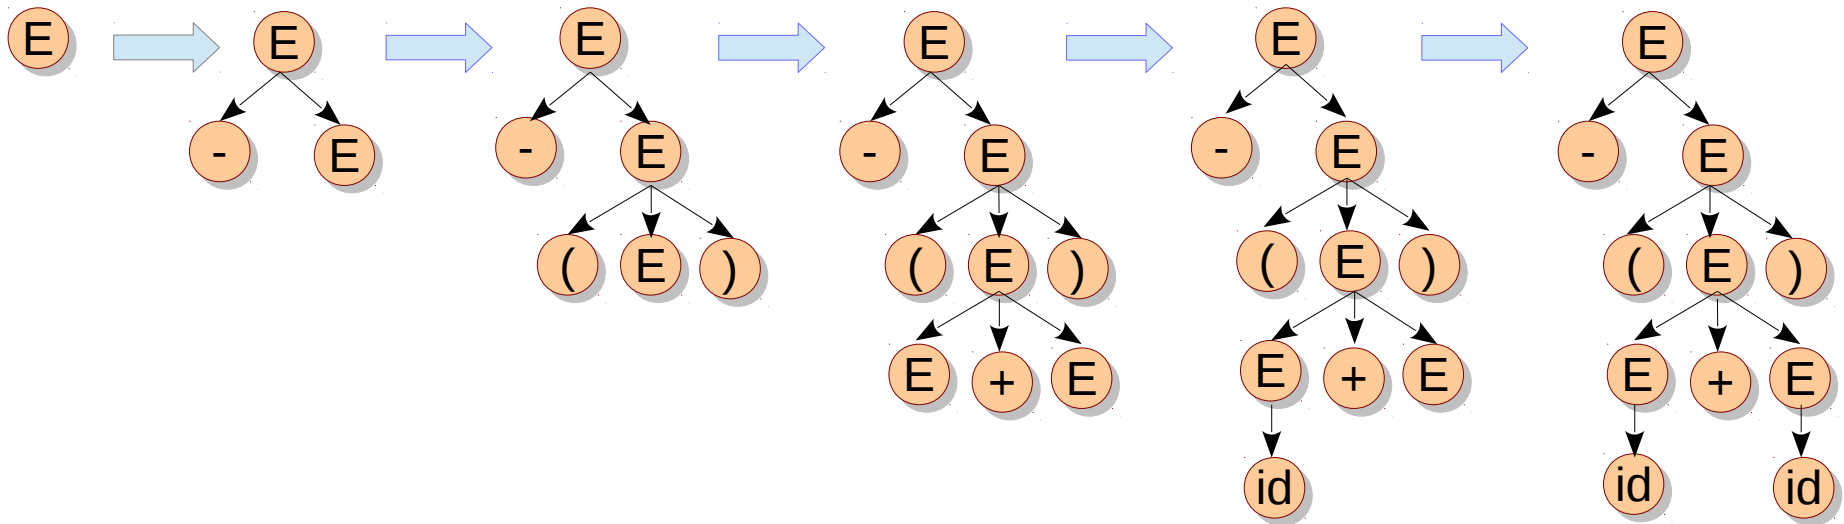 E E E E E E
- E - E - E - E - E
( E ) ( E ) ( E ) ( E )
E + E E + E E + E
id id id